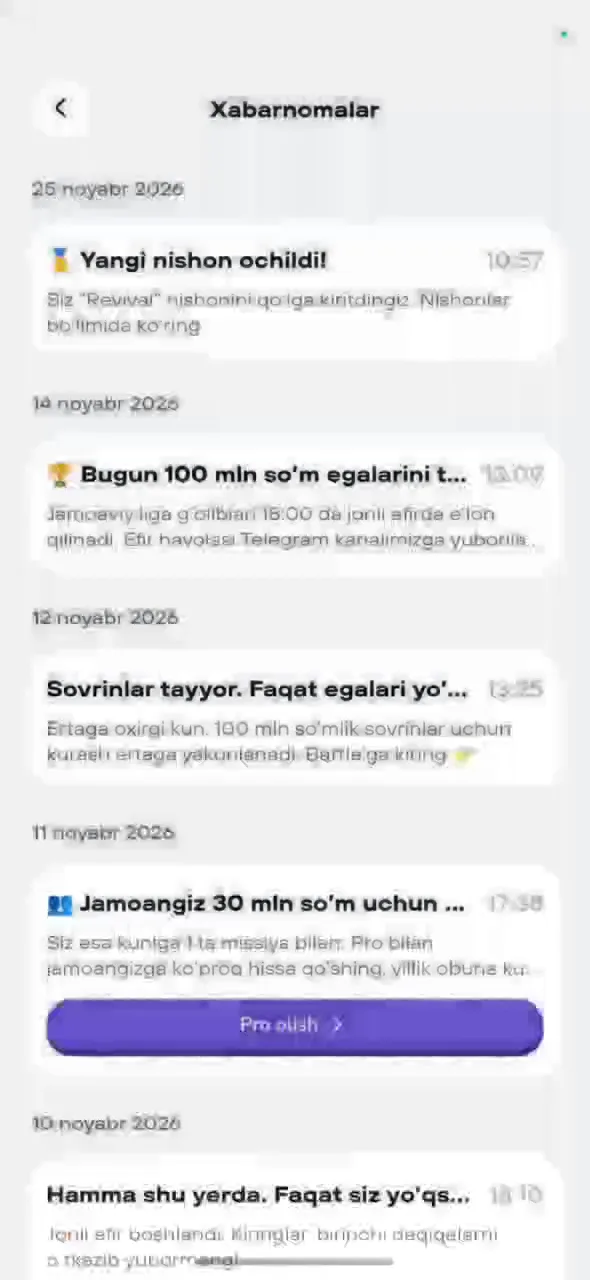 Xabarnomalar
25 noyabr 2026
Yangi nishon ochildi! 10:57
Siz "Revival" nishonini qo'lga kiritdingiz. Nishonlar
bo'limida ko'ring
14 noyabr 2026
Bugun 100 mln so'm egalarini t...
Jamoaviy liga g'oliblari 18:00 da jonli efirda e'lon
qilinadi. Efir havolasi Telegram kanalimizga yuborila...
12 noyabr 2026
Sovrinlar tayyor. Faqat egalari yo'... 13:25
Ertaga oxirgi kun. 100 mln so'mlik sovrinlar uchun
kurash ertaga yakunlanadi. Battle'ga kiring
11 noyabr 2026
Jamoangiz 30 mln so'm uchun ... 17:38
Siz esa kuniga 1 ta missiya bilan. Pro bilan
jamoangizga ko'proq hissa qo'shing, yillik obuna ku...
Pro olish
10 noyabr 2026
Hamma shu yerda. Faqat siz yo'qs...
Jonli efir boshlandi. Kiringlar, birinchi daqiqalarni
o'tkazib yubormang!